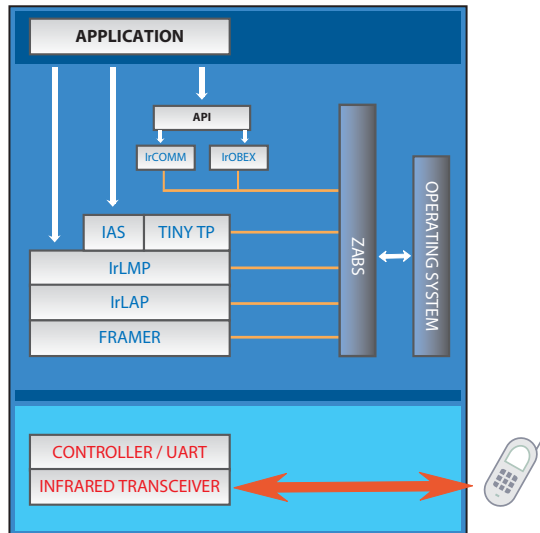 APPLICATION
API
IrCOMM
IrOBEX
IAS
TINY TP
IrLMP
IrLAP
FRAMER
ZABS
OPERATING SYSTEM
CONTROLLER / UART
INFRARED TRANSCEIVER